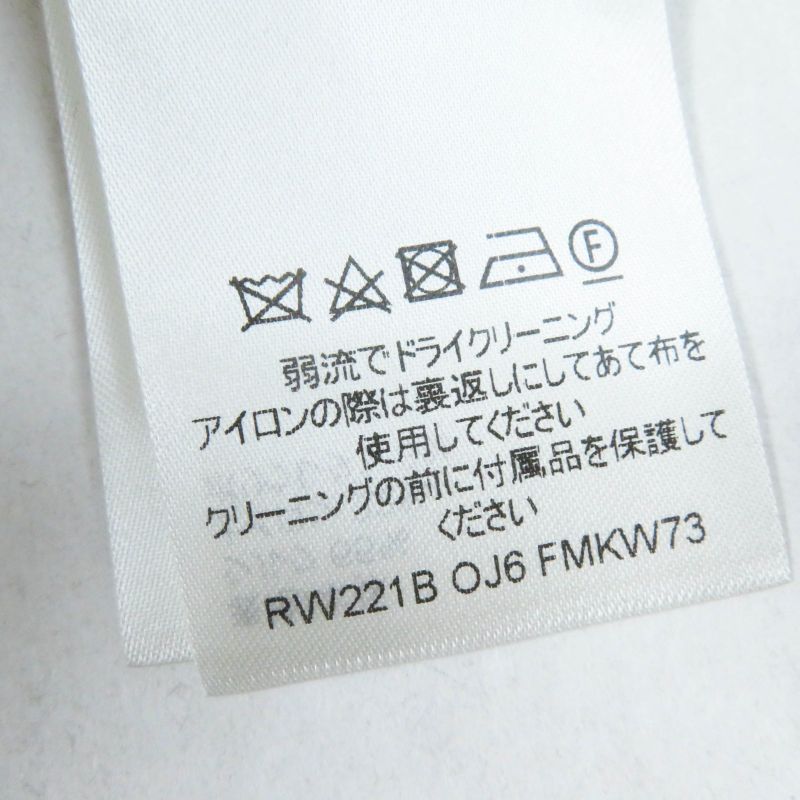 F
弱流でドライクリーニング
アイロンの際は裏返しにしてあて布を
使用してください
クリーニングの前に付属品を保護して
ください
RW221B OJ6 FMKW73